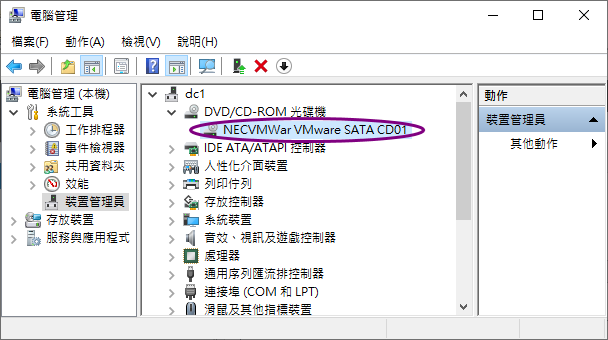 電腦管理
檔案(F) 動作(A) 檢視(V) 說明(H)
電腦管理 (本機)
系統工具
工作排程器
事件檢視器
共用資料夾
效能
裝置管理員
存放裝置
服務與應用程式
dc1
DVD/CD-ROM 光碟機
NECVMWar VMware SATA CD01
IDE ATA/ATAPI 控制器
人性化介面裝置
列印佇列
存放控制器
系統裝置
音效、視訊及遊戲控制器
處理器
通用序列匯流排控制器
連接埠 (COM 和 LPT)
滑鼠及其他指標裝置
動作
裝置管理員
其他動作